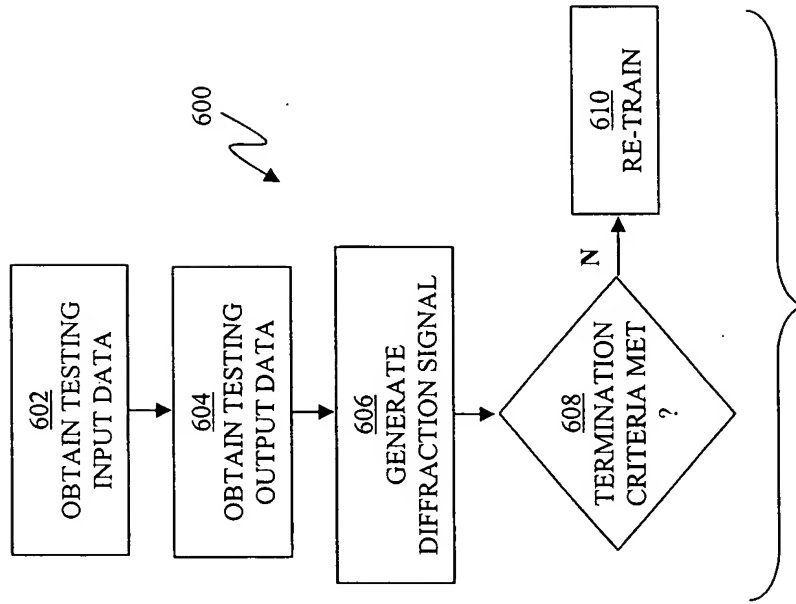 600
602
OBTAIN TESTING
INPUT DATA
604
OBTAIN TESTING
OUTPUT DATA
606
GENERATE
DIFFRACTION SIGNAL
608
TERMINATION
CRITERIA MET
?
N
610
RE-TRAIN